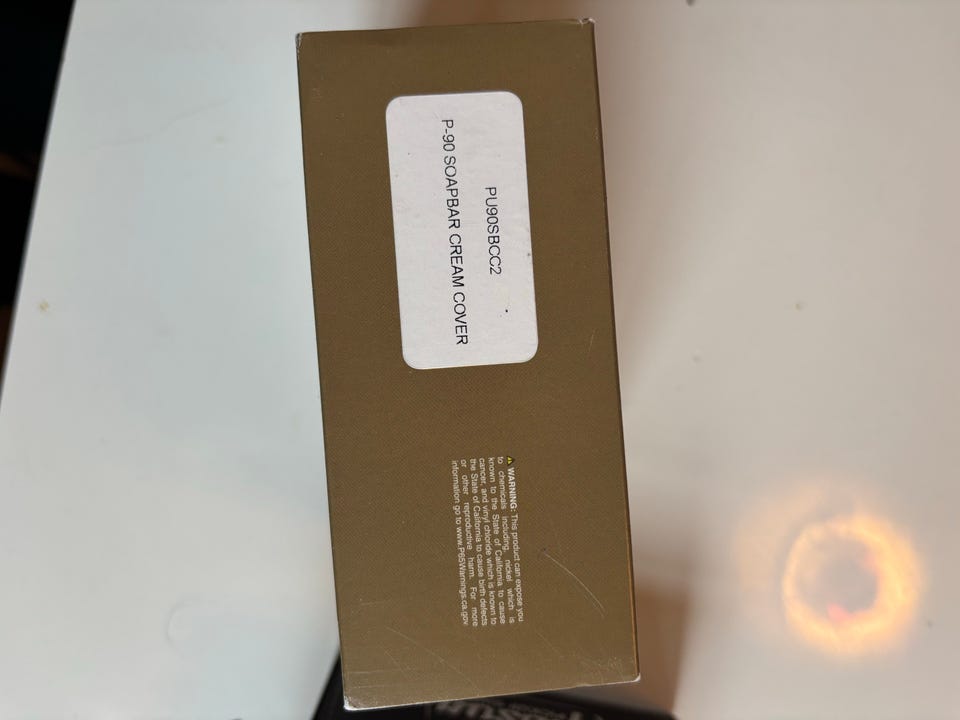 PU90SBCC2
P-90 SOAPBAR CREAM COVER
WARNING: This product can expose you
to chemicals including, nickel which is
known to the State of California to cause
cancer, and vinyl chloride which is known to
the State of California to cause birth defects
or other reproductive harm. For more
information go to www.P65Warnings.ca.gov.